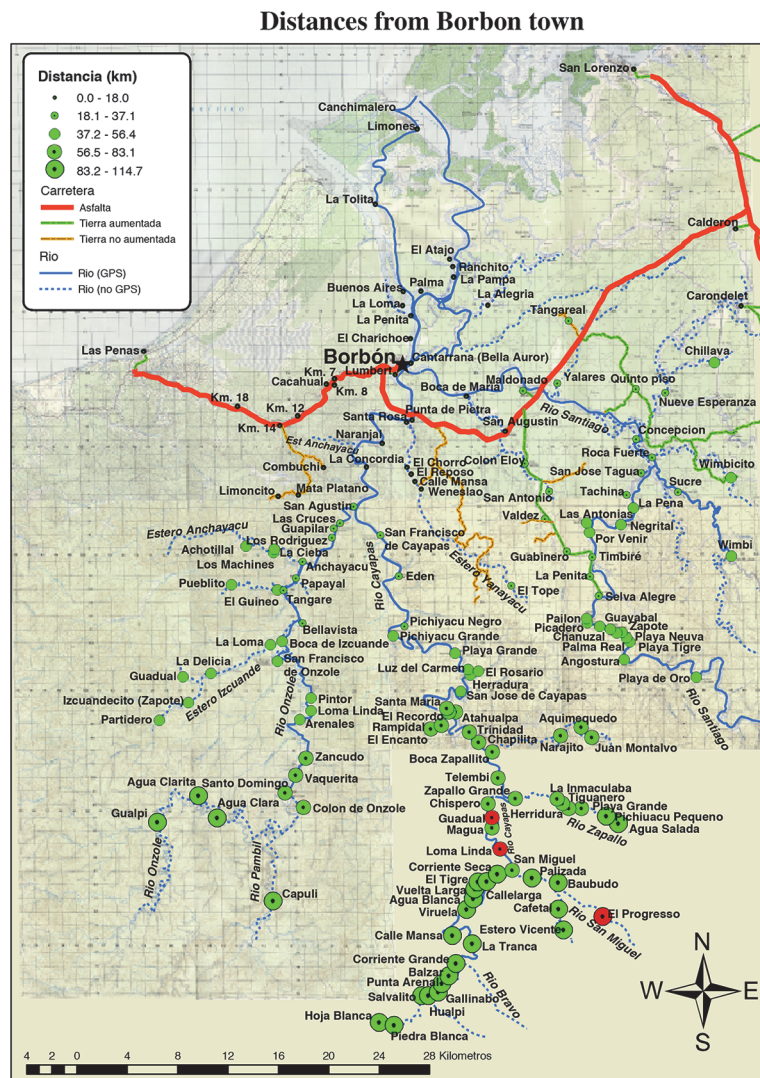 Distances from Borbon town
Distancia (km)
0.0 - 18.0
18.1 - 37.1
37.2 - 56.4
56.5 - 83.1
83.2 - 114.7
Carretera
Asfalta
Tierra aumentada
Tierra no aumentada
Rio
Rio (GPS)
Rio (no GPS)
San Lorenzo
Canchimalero
Limones
La Tolita
Calderon
El Atajo
Ranchito
La Pampa
Buenos Aires
Palma
La Alegria
Carondelet
La Loma
La Penita
Tangareal
El Charichoe
Las Penas
Borbón
Cantarrana (Bella Auror)
Chillava
Km. 7
Lumbert
Cacahual
Km. 8
Maldonado
Yalares
Quinto piso
Boca de Maria
Nueve Esperanza
Km. 18
Km. 12
Rio Santiago
Santa Rosa
Punta de Pietra
Km. 14
San Augustin
Concepcion
Naranjal
Est Anchayacu
Roca Fuerte
La Concordia
El Chorro
Colon Eloy
Combuchi
El Reposo
San Jose Tagua
Wimbicito
Calle Mansa
Sucre
Limoncito
Mata Platano
Weneslao
San Antonio
Tachina
San Agustin
La Pena
Las Cruces
Valdez
Las Antonias
Negrital
Estero Anchayacu
Guapilar
San Francisco
de Cayapas
Por Venir
Los Rodriguez
Achotillal
La Cieba
Wimbi
Los Machines
Anchayacu
Guabinero
Timbiré
Rio Cayapas
Estero Yanayacu
Pueblito
Papayal
Eden
La Penita
El Guineo
Tangare
El Tope
Selva Alegre
Bellavista
Pichiyacu Negro
Pailon
Guayabal
Picadero
Zapote
Pichiyacu Grande
Chanuzal
Playa Neuva
La Loma
Boca de Izcuande
Palma Real
Playa Tigre
Playa Grande
La Delicia
San Francisco
de Onzole
Angostura
Guadual
Luz del Carmen
El Rosario
Playa de Oro
Herradura
Izcuandecito (Zapote)
Estero Izcuande
Pintor
San Jose de Cayapas
Santa Maria
Rio Santiago
Partidero
Loma Linda
El Recordo
Atahualpa
Aquimequedo
Rio Onzole
Arenales
Rampidal
Trinidad
El Encanto
Chapilita
Narajito
Juàn Montalvo
Zancudo
Boca Zapallito
Vaquerita
Telembi
Agua Clarita
Santo Domingo
Zapallo Grande
La Inmaculaba
Tiguanero
Agua Clara
Colon de Onzole
Chispero
Playa Grande
Gualpi
Guadual
Herridura
Pichiuacu Pequeno
Magua
Rio Cayapas
Rio Zapallo
Agua Salada
Rio Onzole
Rio Pambil
Loma Linda
San Miguel
Corriente Seca
Palizada
El Tigre
Baubudo
Capuli
Vuelta Larga
Callelarga
Agua Blanca
Viruela
Cafetal
El Progresso
Rio San Miguel
Calle Mansa
Estero Vicente
La Tranca
Corriente Grande
Balzar
Punta Arenal
Rio Bravo
Salvalito
Gallinabo
Hualpi
Hoja Blanca
Piedra Blanca
N
W
E
S
4 2 0 4 8 12 16 20 24 28 Kilometros